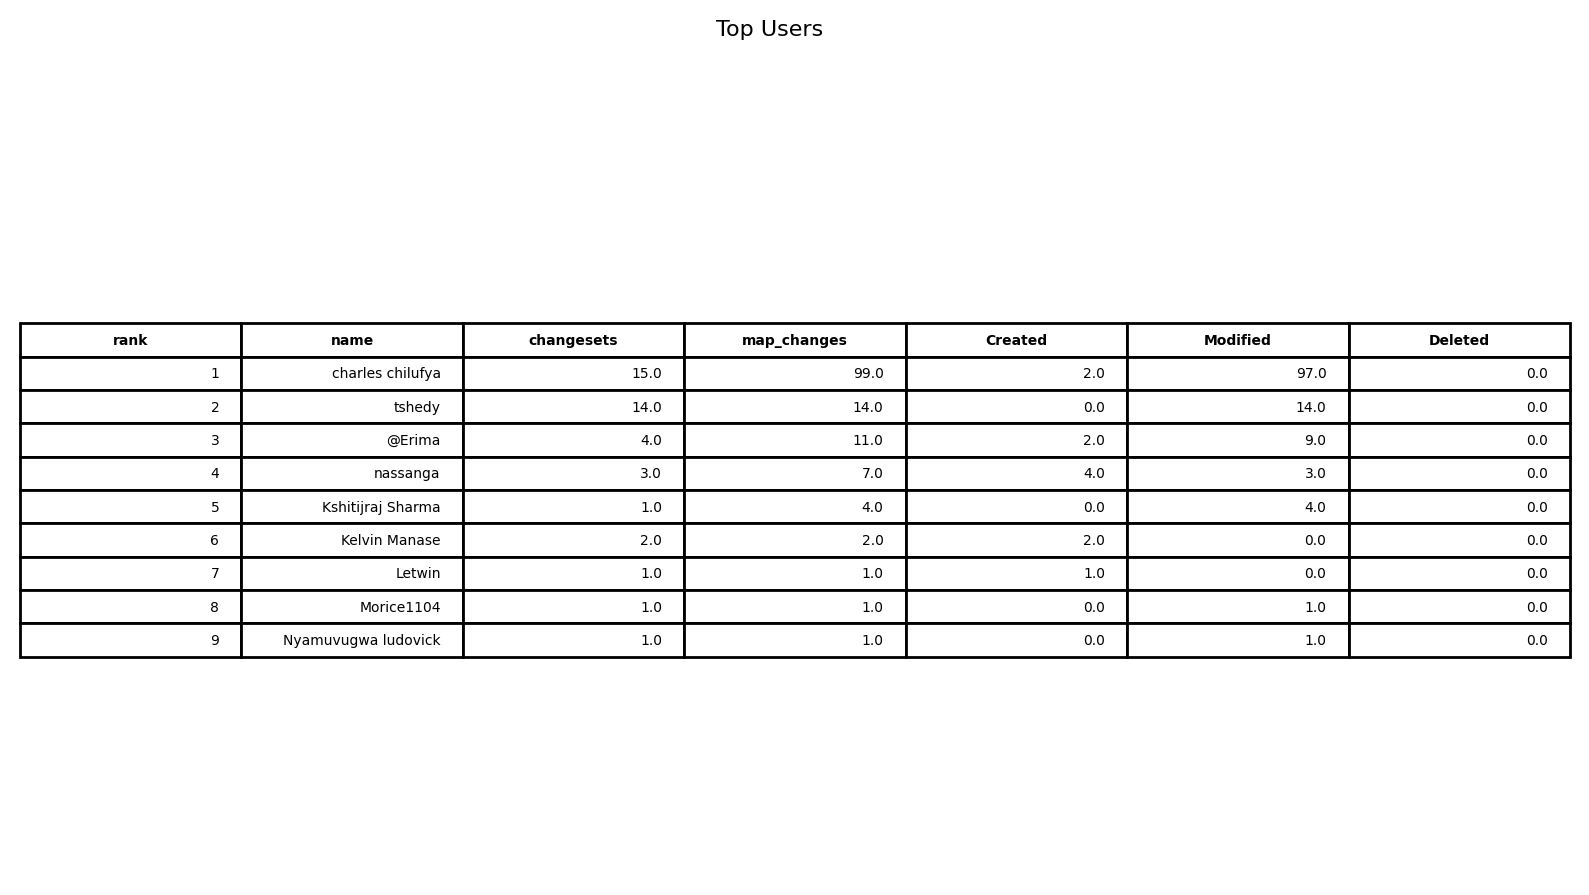 Top Users
rank name changesets map_changes Created Modified Deleted
1 charles chilufya 15.0 99.0 2.0 97.0 0.0
2 tshedy 14.0 14.0 0.0 14.0 0.0
3 @Erima 4.0 11.0 2.0 9.0 0.0
4 nassanga 3.0 7.0 4.0 3.0 0.0
5 Kshitijraj Sharma 1.0 4.0 0.0 4.0 0.0
6 Kelvin Manase 2.0 2.0 2.0 0.0 0.0
7 Letwin 1.0 1.0 1.0 0.0 0.0
8 Morice1104 1.0 1.0 0.0 1.0 0.0
9 Nyamuvugwa ludovick 1.0 1.0 0.0 1.0 0.0